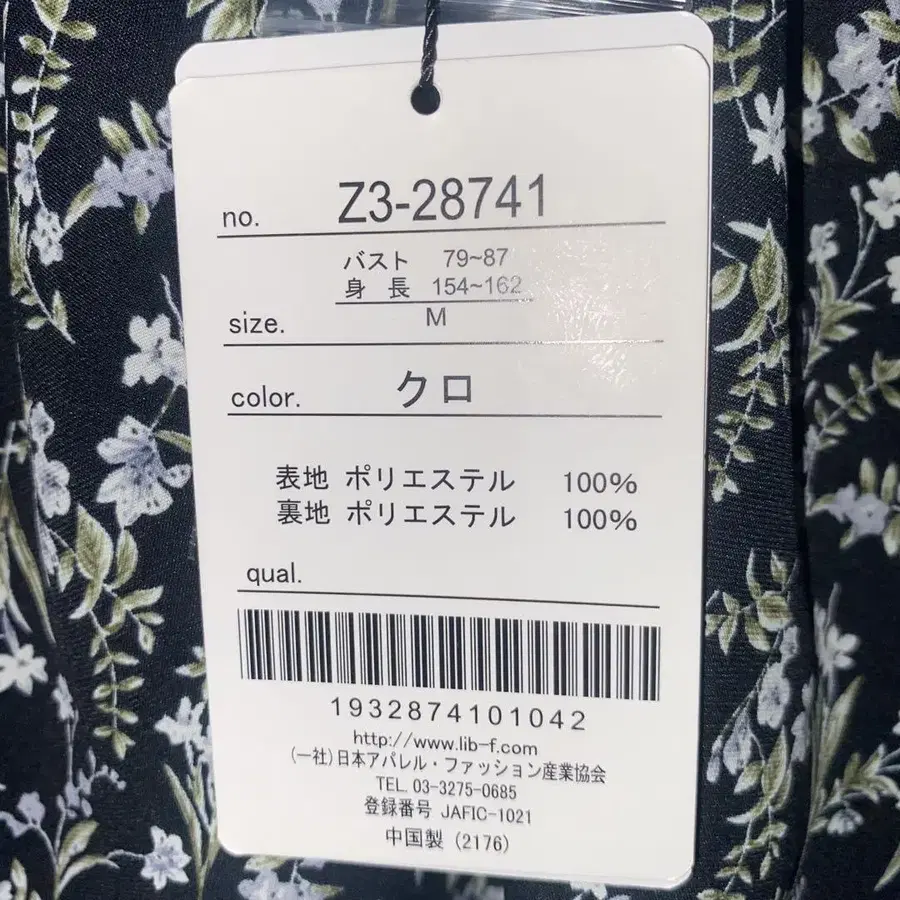 no. Z3-28741
バスト 79~87
身長 154~162
size. M
color. クロ
表地 ポリエステル 100%
裏地 ポリエステル 100%
qual.
1932874101042
http://www.lib-f.com
(一社)日本アパレル・ファッション産業協会
TEL. 03-3275-0685
登録番号 JAFIC-1021
中国製 (2176)